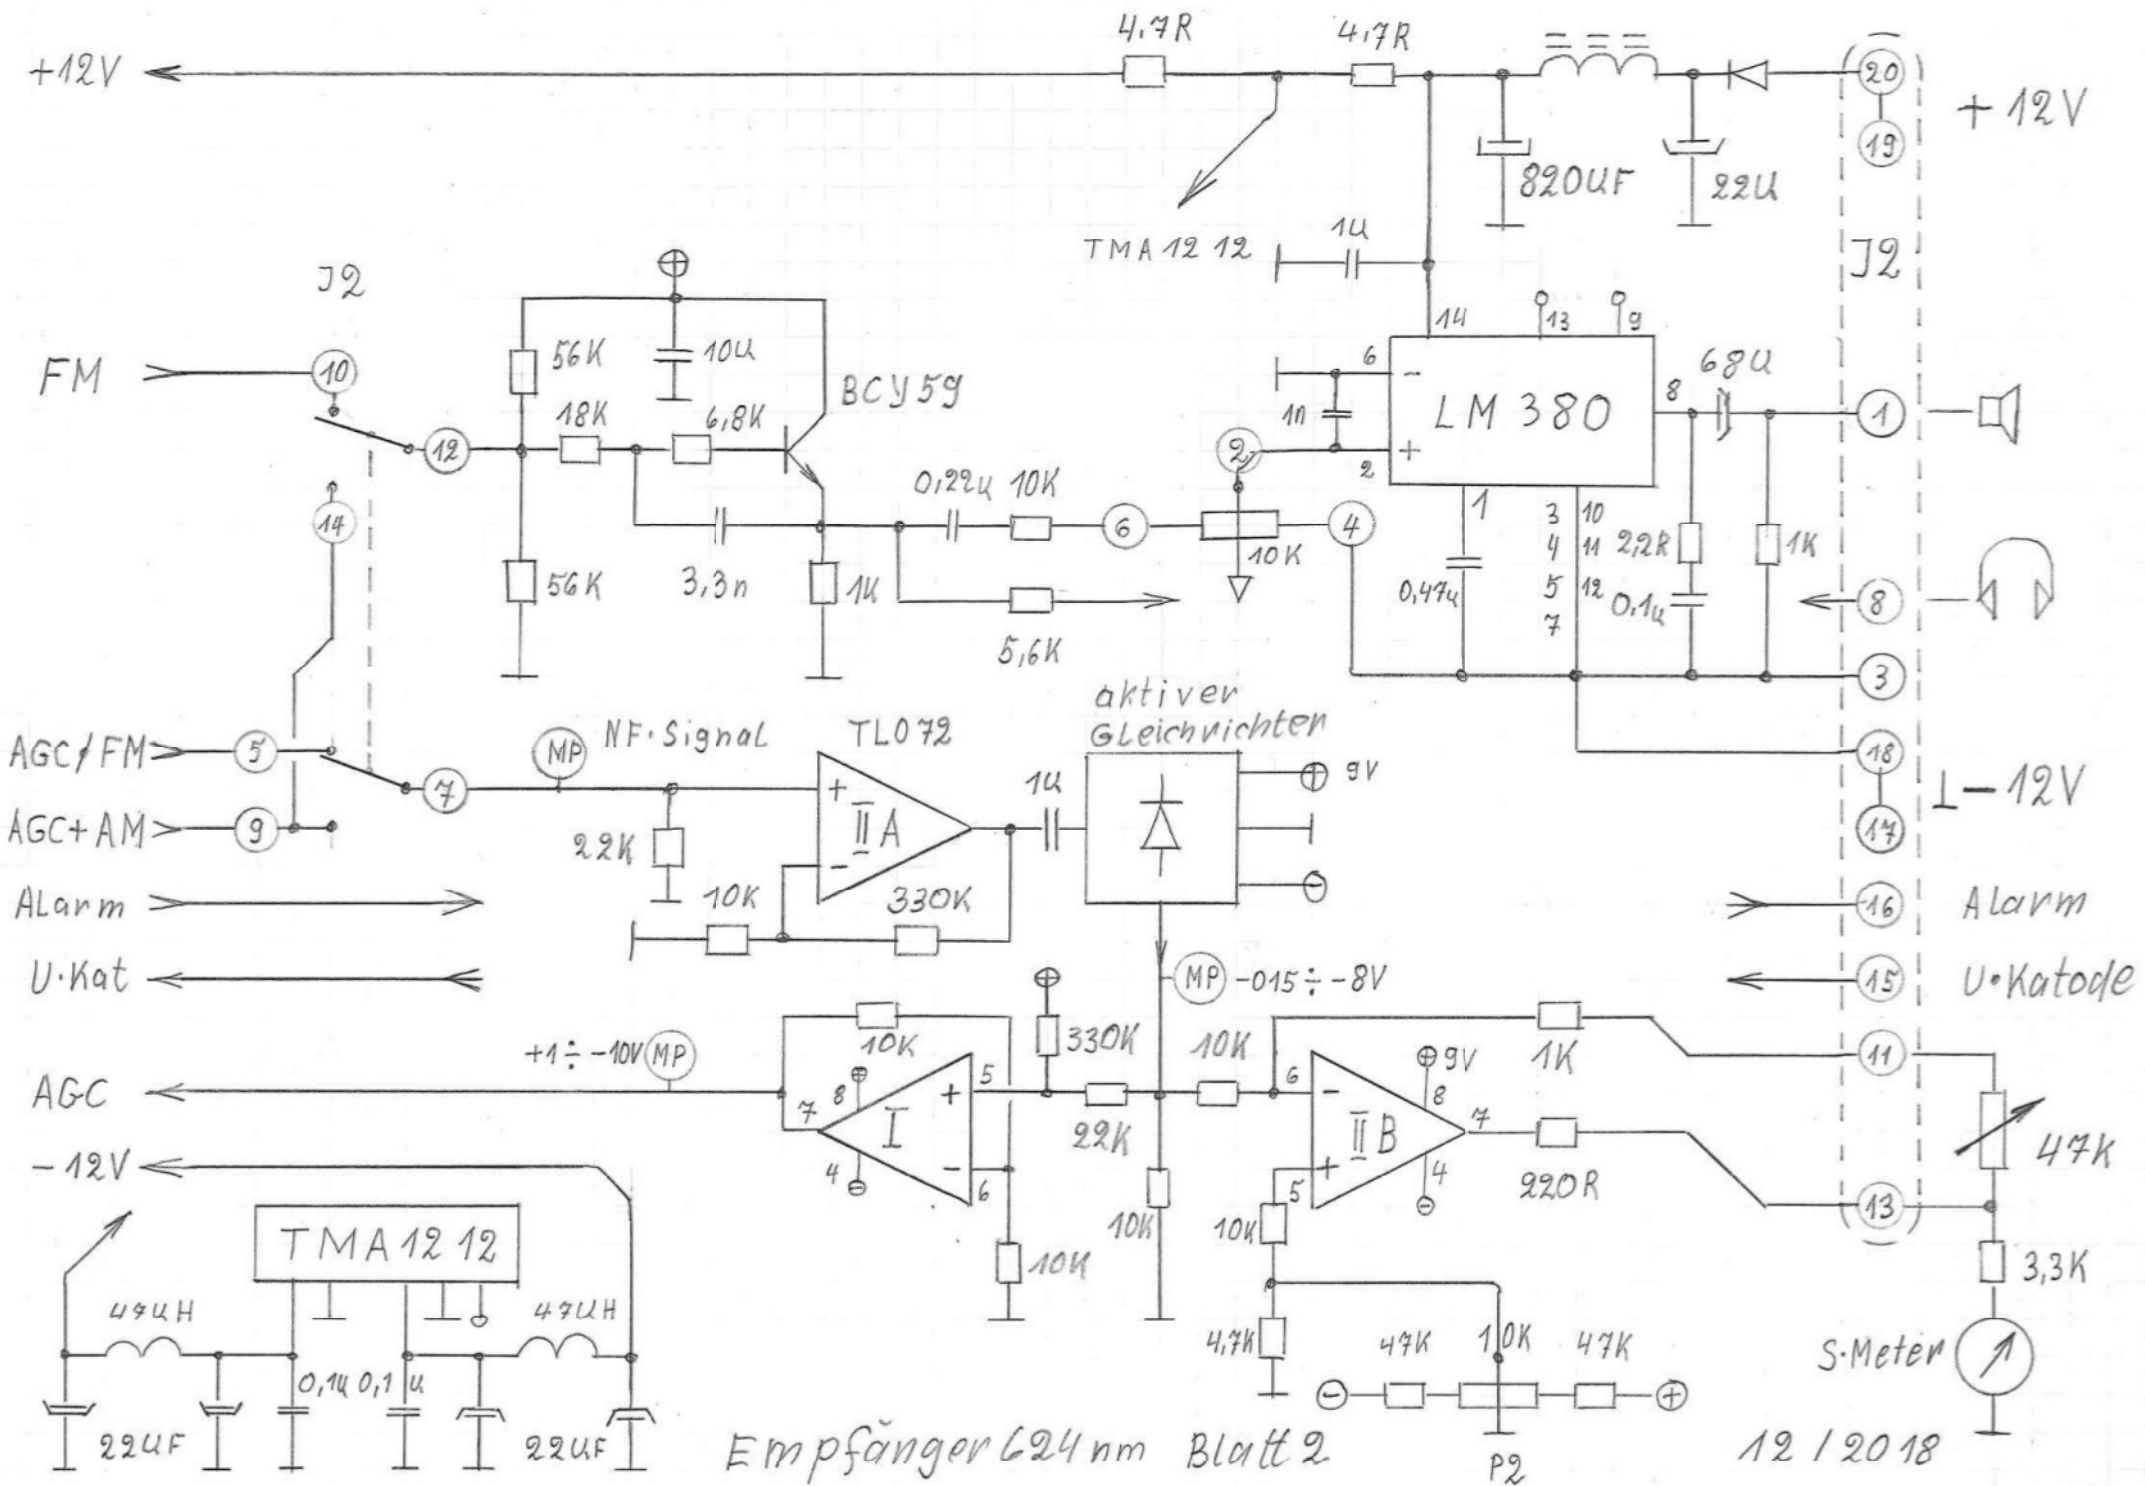 4,7R
4,7R
+12V
20
+ 12V
19
820UF
22U
TMA 12 12
1U
J2
J2
14
13
9
FM
10
56K
10U
BCY59
6
-
68U
18K
6,8K
1n
LM 380
8
1
12
2
+
2
0,22u
10K
14
6
4
1
3
10
10K
4
11
2,2R
1K
56K
3,3n
1K
0,47u
5
12
0,1u
8
7
5,6K
3
aktiver
Gleichrichter
NF.Signal
TL072
AGC/FM
5
MP
18
1U
9V
7
+
⊥-12V
AGC+AM
9
22K
II A
17
-
10K
330K
Alarm
16
Alarm
U.Kat
MP
-015 ÷ -8V
15
U.Katode
+1 ÷ -10V
MP
10K
330K
10K
1K
11
9V
8
5
6
-
8
AGC
+
7
I
22K
II B
7
47K
-12V
4
-
6
+
5
4
220R
13
TMA 12 12
10K
10K
10K
3,3K
47UH
47UH
4,7K
47K
10K
47K
S.Meter
0,1u
0,1u
-
+
22UF
22UF
Empfänger 624nm Blatt 2
P2
12 / 2018